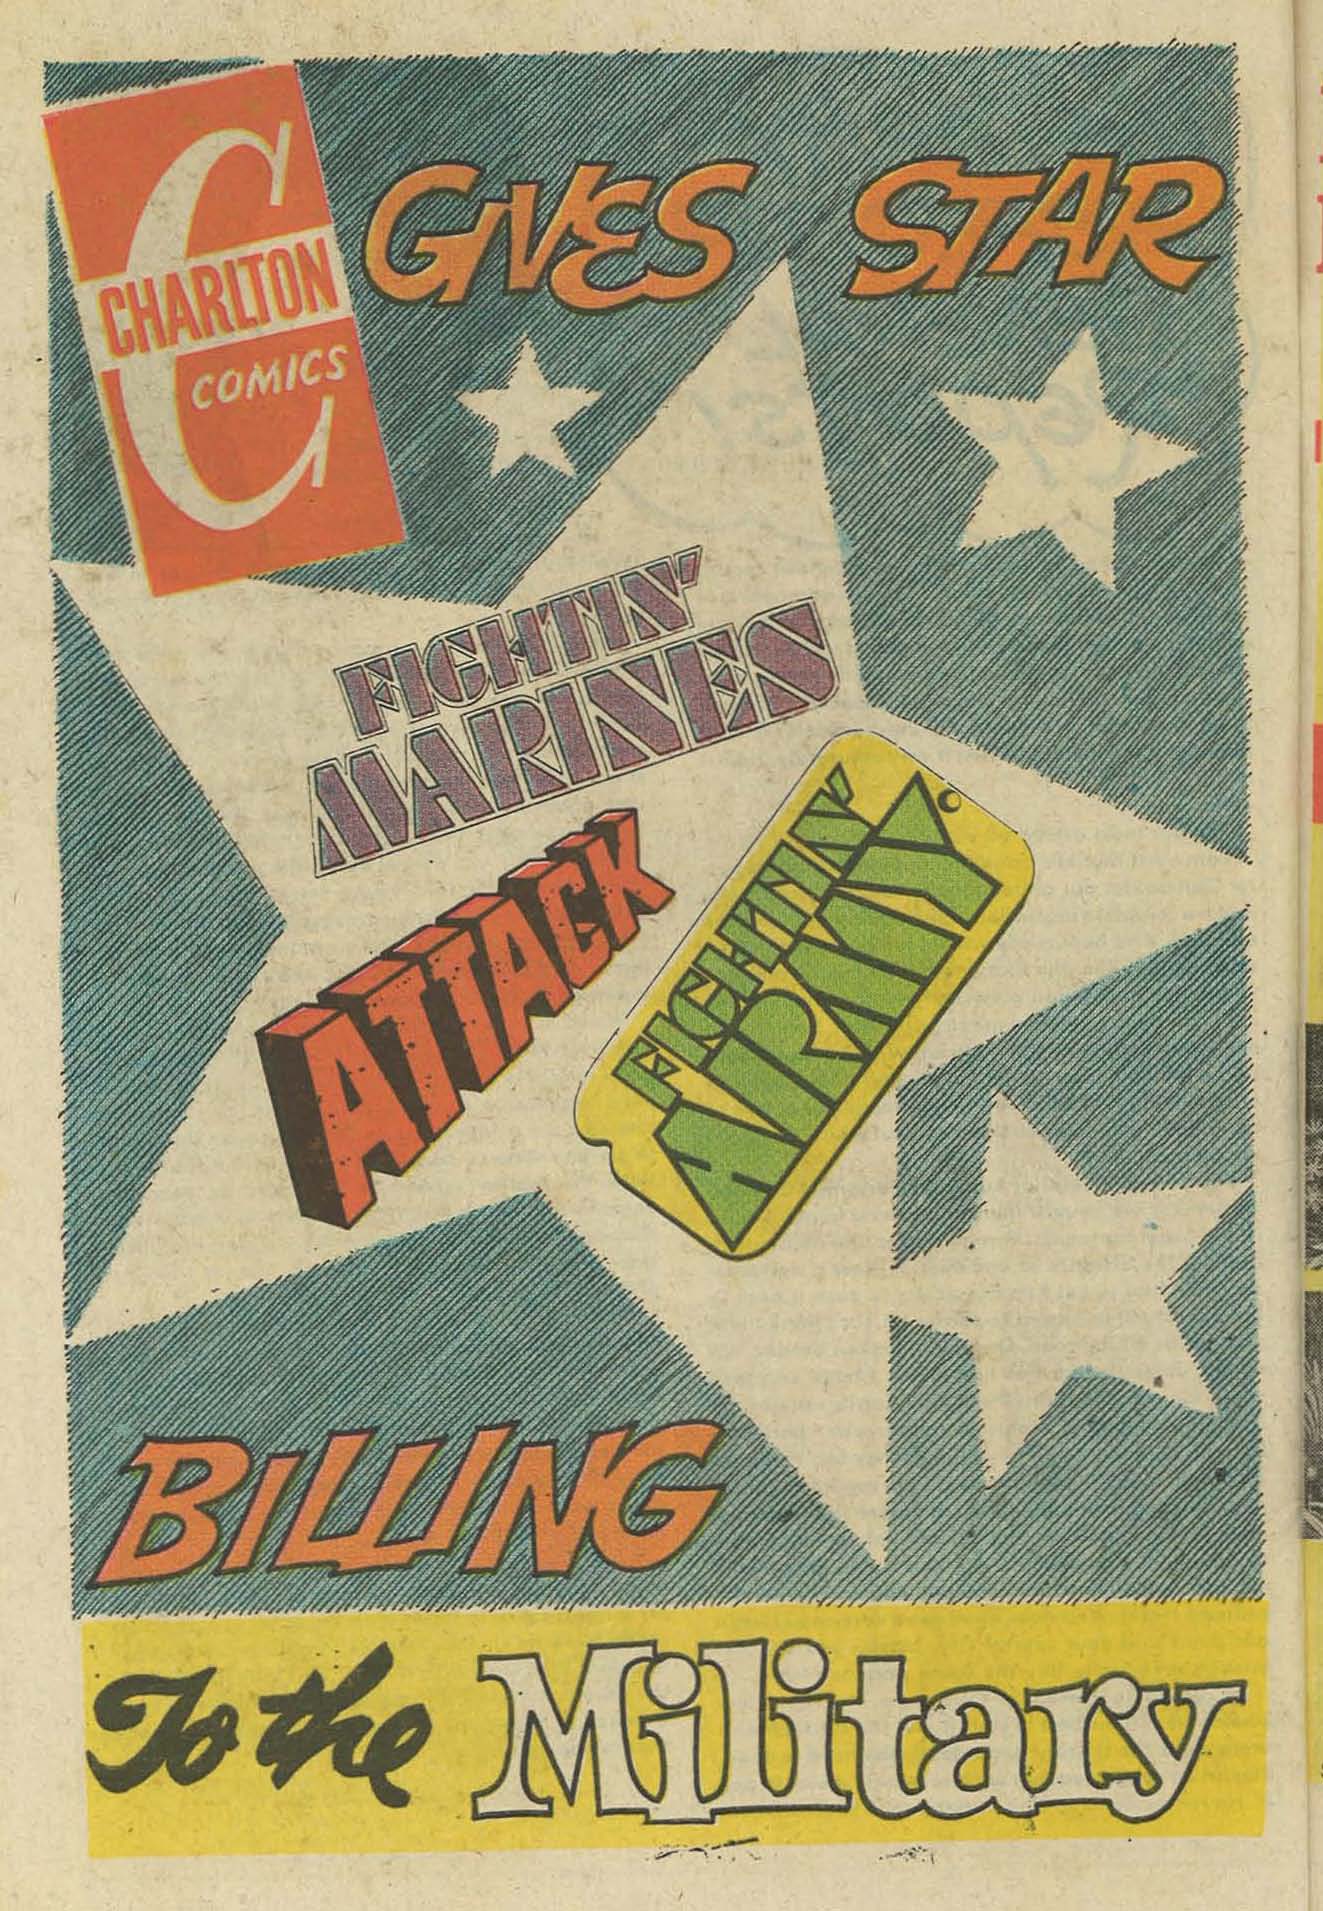 C
CHARLTON
COMICS
GIVES STAR
FIGHTIN'
MARINES
ATTACK
FIGHTIN'
ARMY
BILLING
To the Military